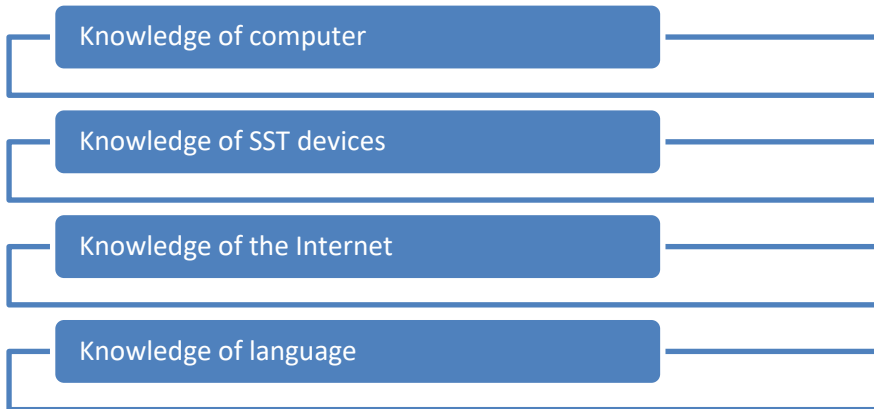 Knowledge of computer
Knowledge of SST devices
Knowledge of the Internet
Knowledge of language